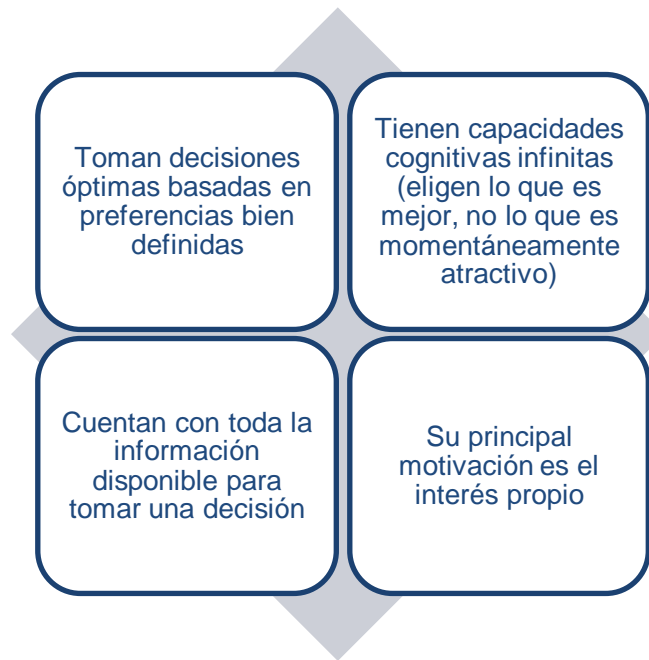 Toman decisiones
óptimas basadas en
preferencias bien
definidas
Tienen capacidades
cognitivas infinitas
(eligen lo que es
mejor, no lo que es
momentáneamente
atractivo)
Cuentan con toda la
información
disponible para
tomar una decisión
Su principal
motivación es el
interés propio